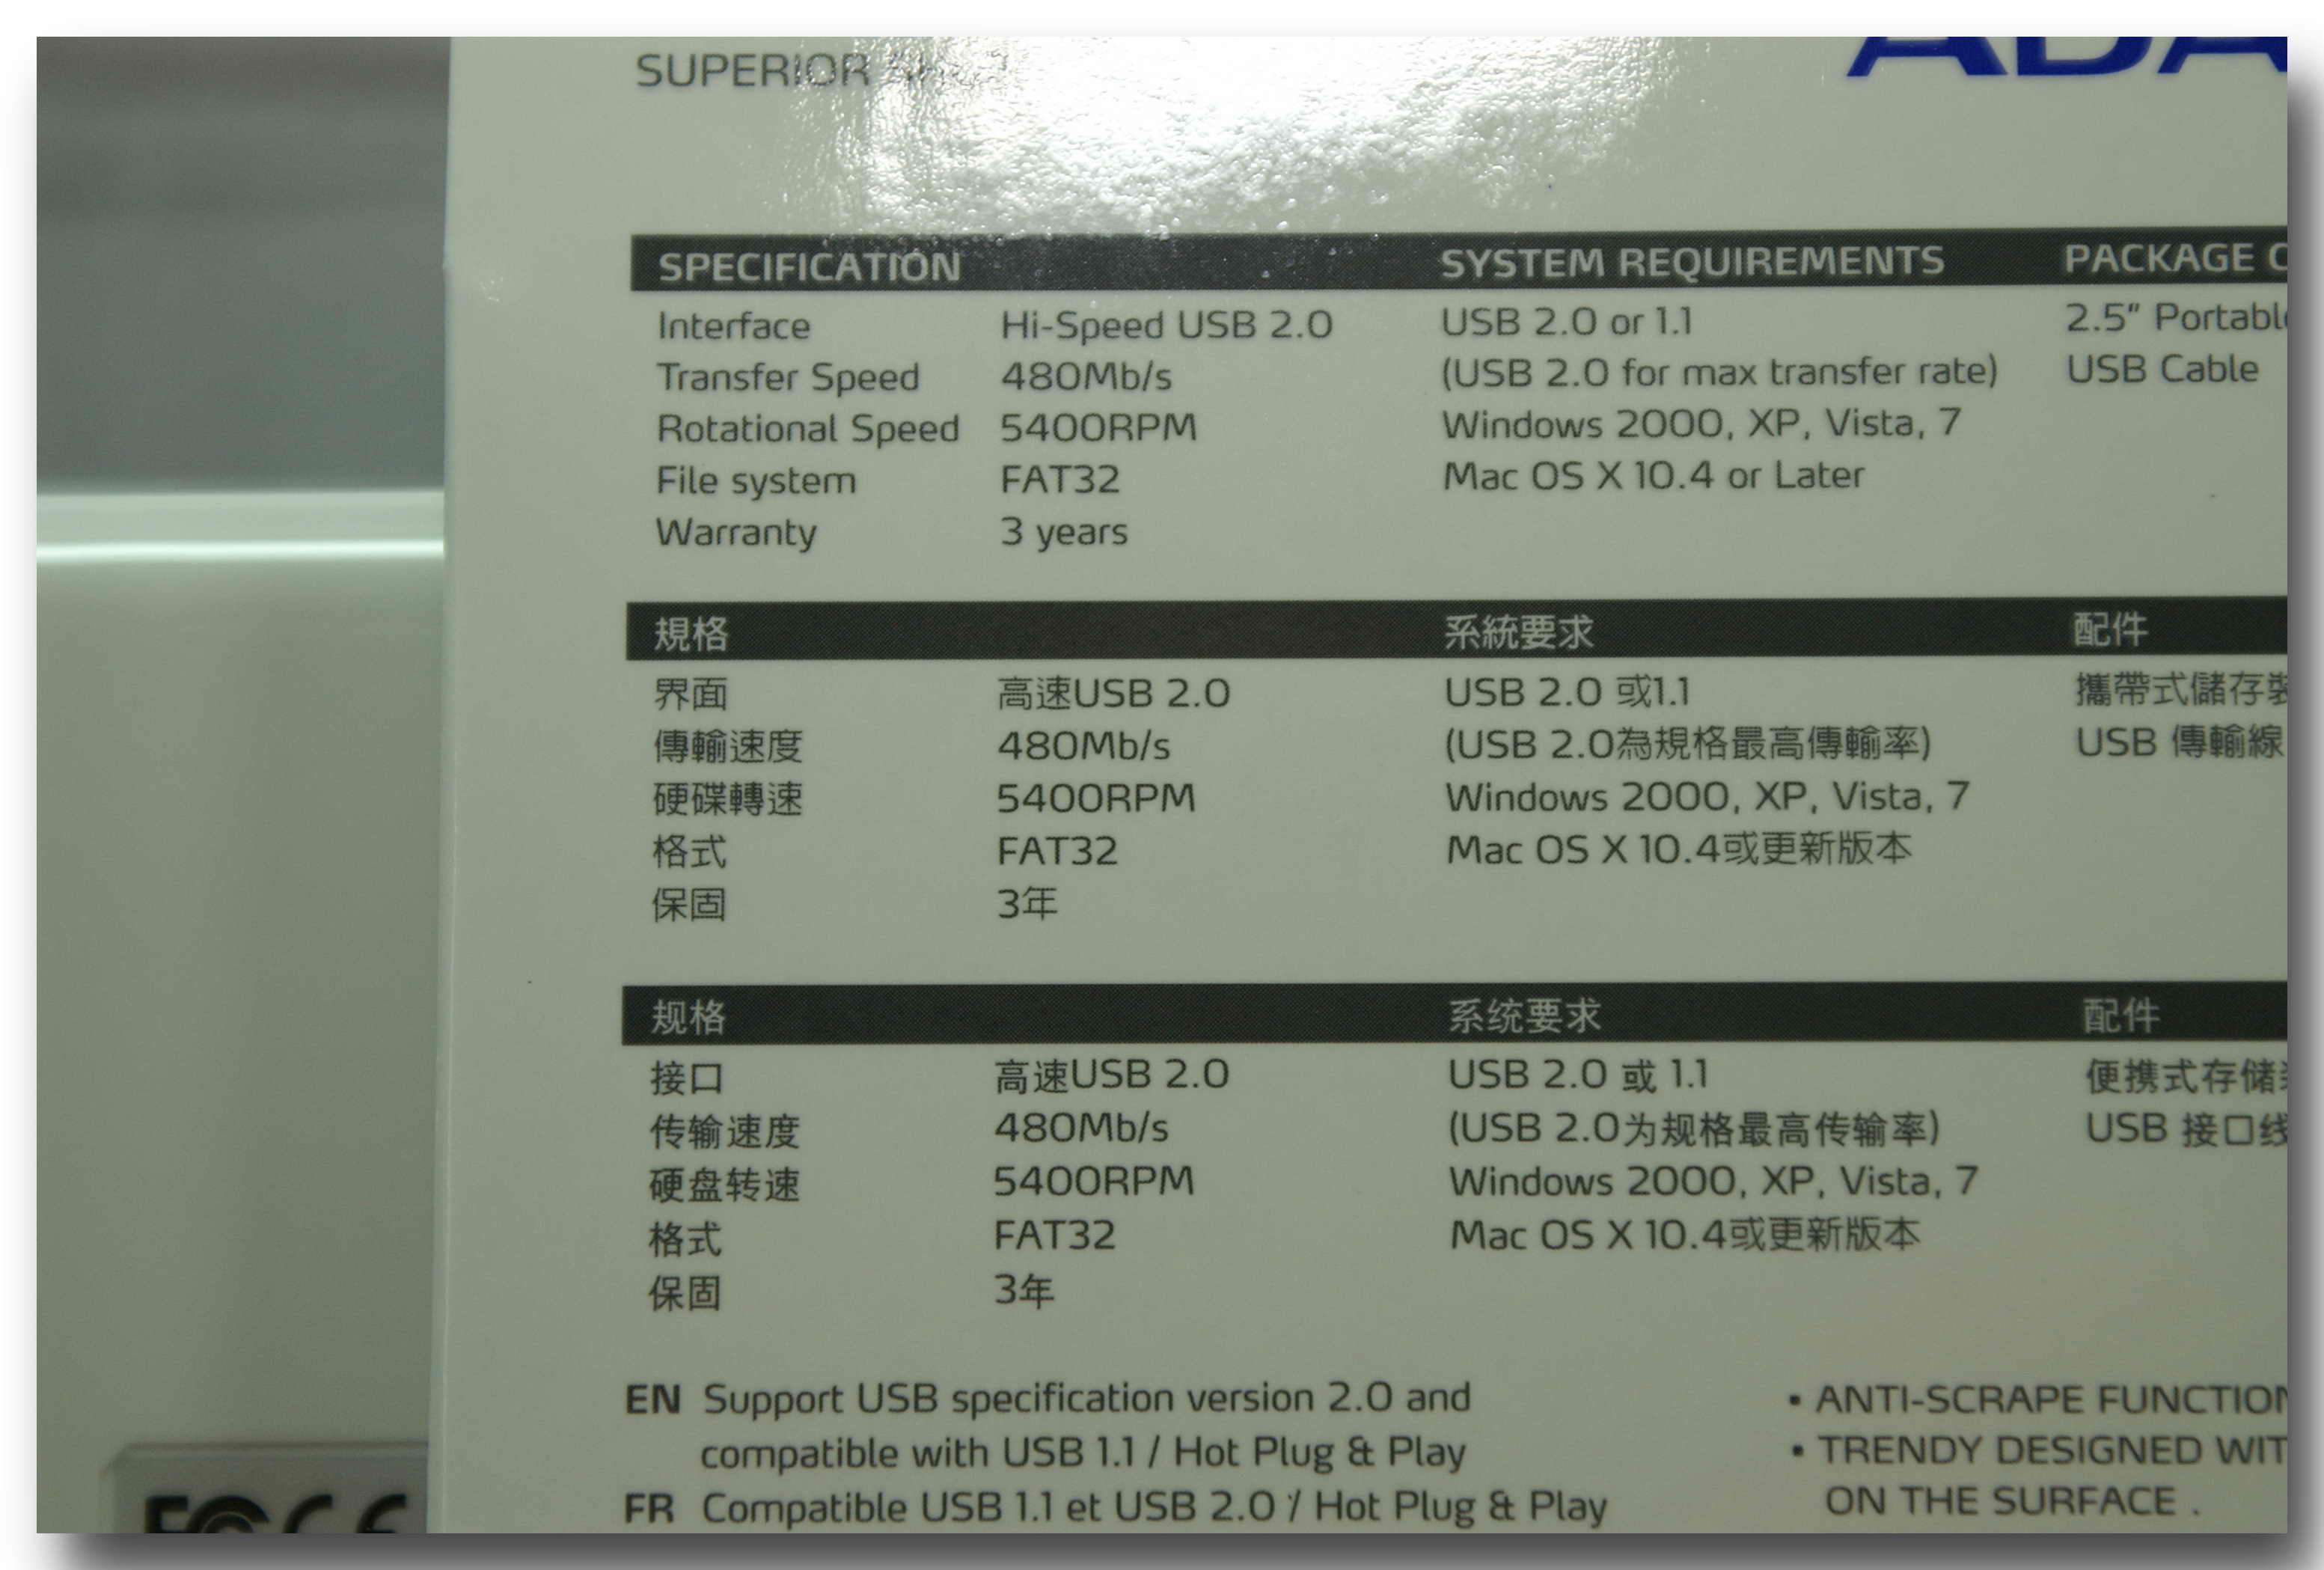 SUPERIOR
ADA
SPECIFICATION SYSTEM REQUIREMENTS PACKAGE C
Interface Hi-Speed USB 2.0 USB 2.0 or 1.1 2.5" Portabl
Transfer Speed 480Mb/s (USB 2.0 for max transfer rate) USB Cable
Rotational Speed 5400RPM Windows 2000, XP, Vista, 7
File system FAT32 Mac OS X 10.4 or Later
Warranty 3 years
規格 系統要求 配件
界面 高速USB 2.0 USB 2.0 或1.1 攜帶式儲存裝
傳輸速度 480Mb/s (USB 2.0為規格最高傳輸率) USB 傳輸線
硬碟轉速 5400RPM Windows 2000, XP, Vista, 7
格式 FAT32 Mac OS X 10.4或更新版本
保固 3年
规格 系统要求 配件
接口 高速USB 2.0 USB 2.0 或 1.1 便携式存储
传输速度 480Mb/s (USB 2.0为规格最高传输率) USB 接口线
硬盘转速 5400RPM Windows 2000, XP, Vista, 7
格式 FAT32 Mac OS X 10.4或更新版本
保固 3年
EN Support USB specification version 2.0 and
compatible with USB 1.1 / Hot Plug & Play
FR Compatible USB 1.1 et USB 2.0 / Hot Plug & Play
• ANTI-SCRAPE FUNCTION
• TRENDY DESIGNED WIT
ON THE SURFACE .
FC CE